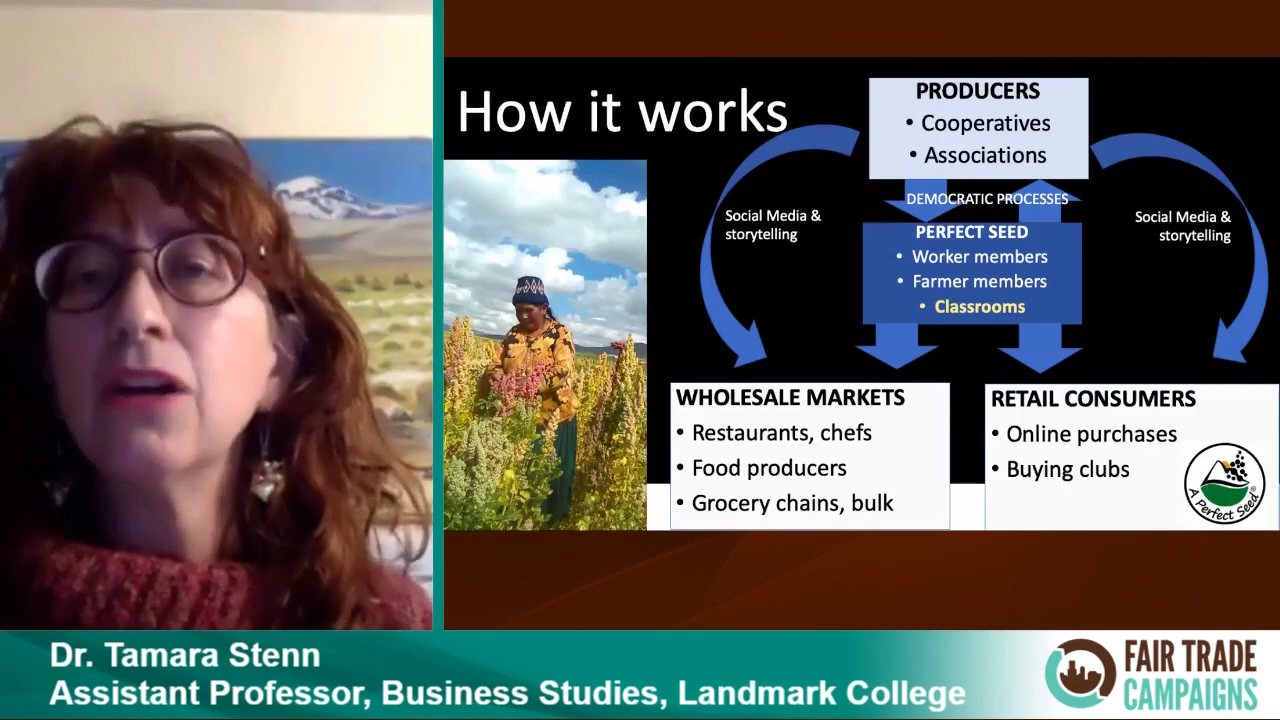 How it works
PRODUCERS
• Cooperatives
• Associations
DEMOCRATIC PROCESSES
Social Media &
storytelling
Social Media &
storytelling
PERFECT SEED
• Worker members
• Farmer members
• Classrooms
WHOLESALE MARKETS
• Restaurants, chefs
• Food producers
• Grocery chains, bulk
RETAIL CONSUMERS
• Online purchases
• Buying clubs
A Perfect Seed®
Dr. Tamara Stenn
Assistant Professor, Business Studies, Landmark College
FAIR TRADE
CAMPAIGNS